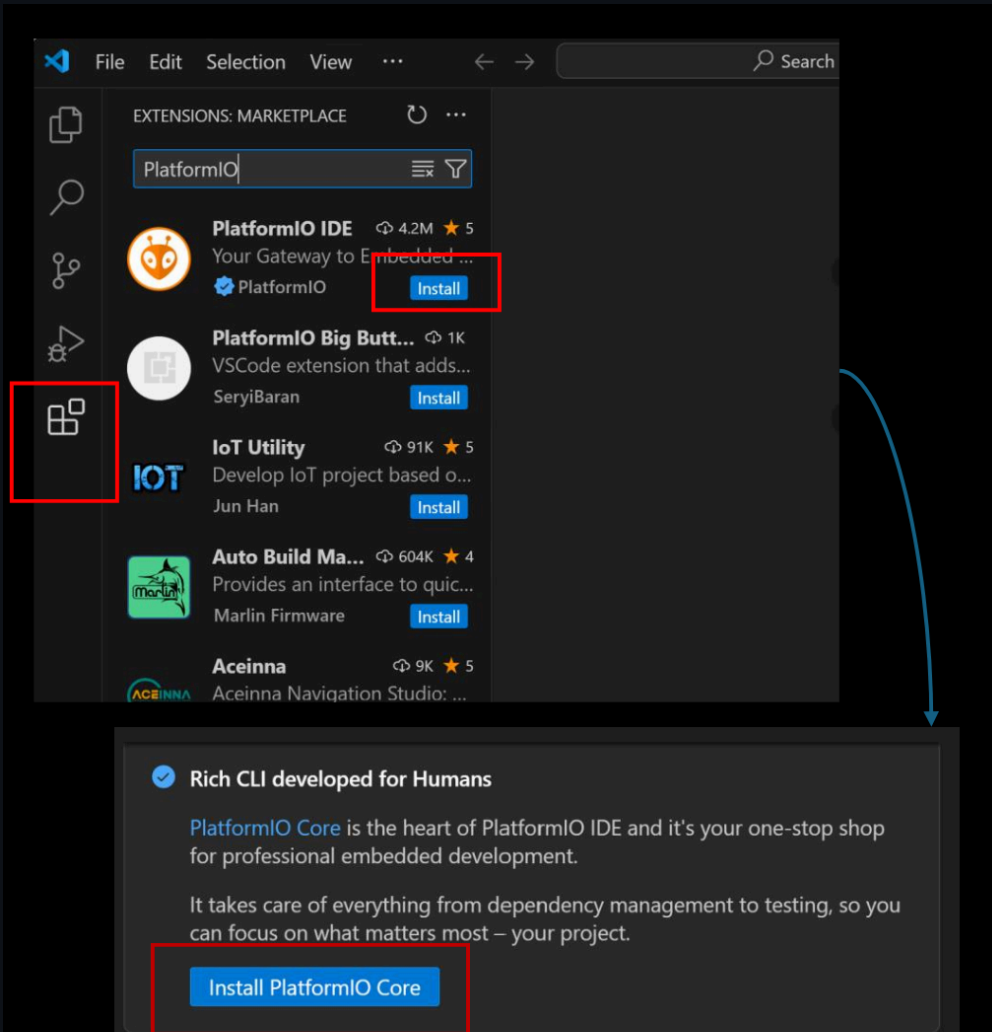 File Edit Selection View ··· ← → Search
EXTENSIONS: MARKETPLACE ···
PlatformIO
PlatformIO IDE 4.2M ★ 5
Your Gateway to Embedded ...
PlatformIO Install
PlatformIO Big Butt... 1K
VSCode extension that adds...
SeryiBaran Install
IoT Utility 91K ★ 5
IOT
Develop IoT project based o...
Jun Han Install
Auto Build Ma... 604K ★ 4
Provides an interface to quic...
Marlin
Marlin Firmware Install
Aceinna 9K ★ 5
ACEINNA
Aceinna Navigation Studio: ...
Rich CLI developed for Humans
PlatformIO Core is the heart of PlatformIO IDE and it's your one-stop shop
for professional embedded development.
It takes care of everything from dependency management to testing, so you
can focus on what matters most – your project.
Install PlatformIO Core